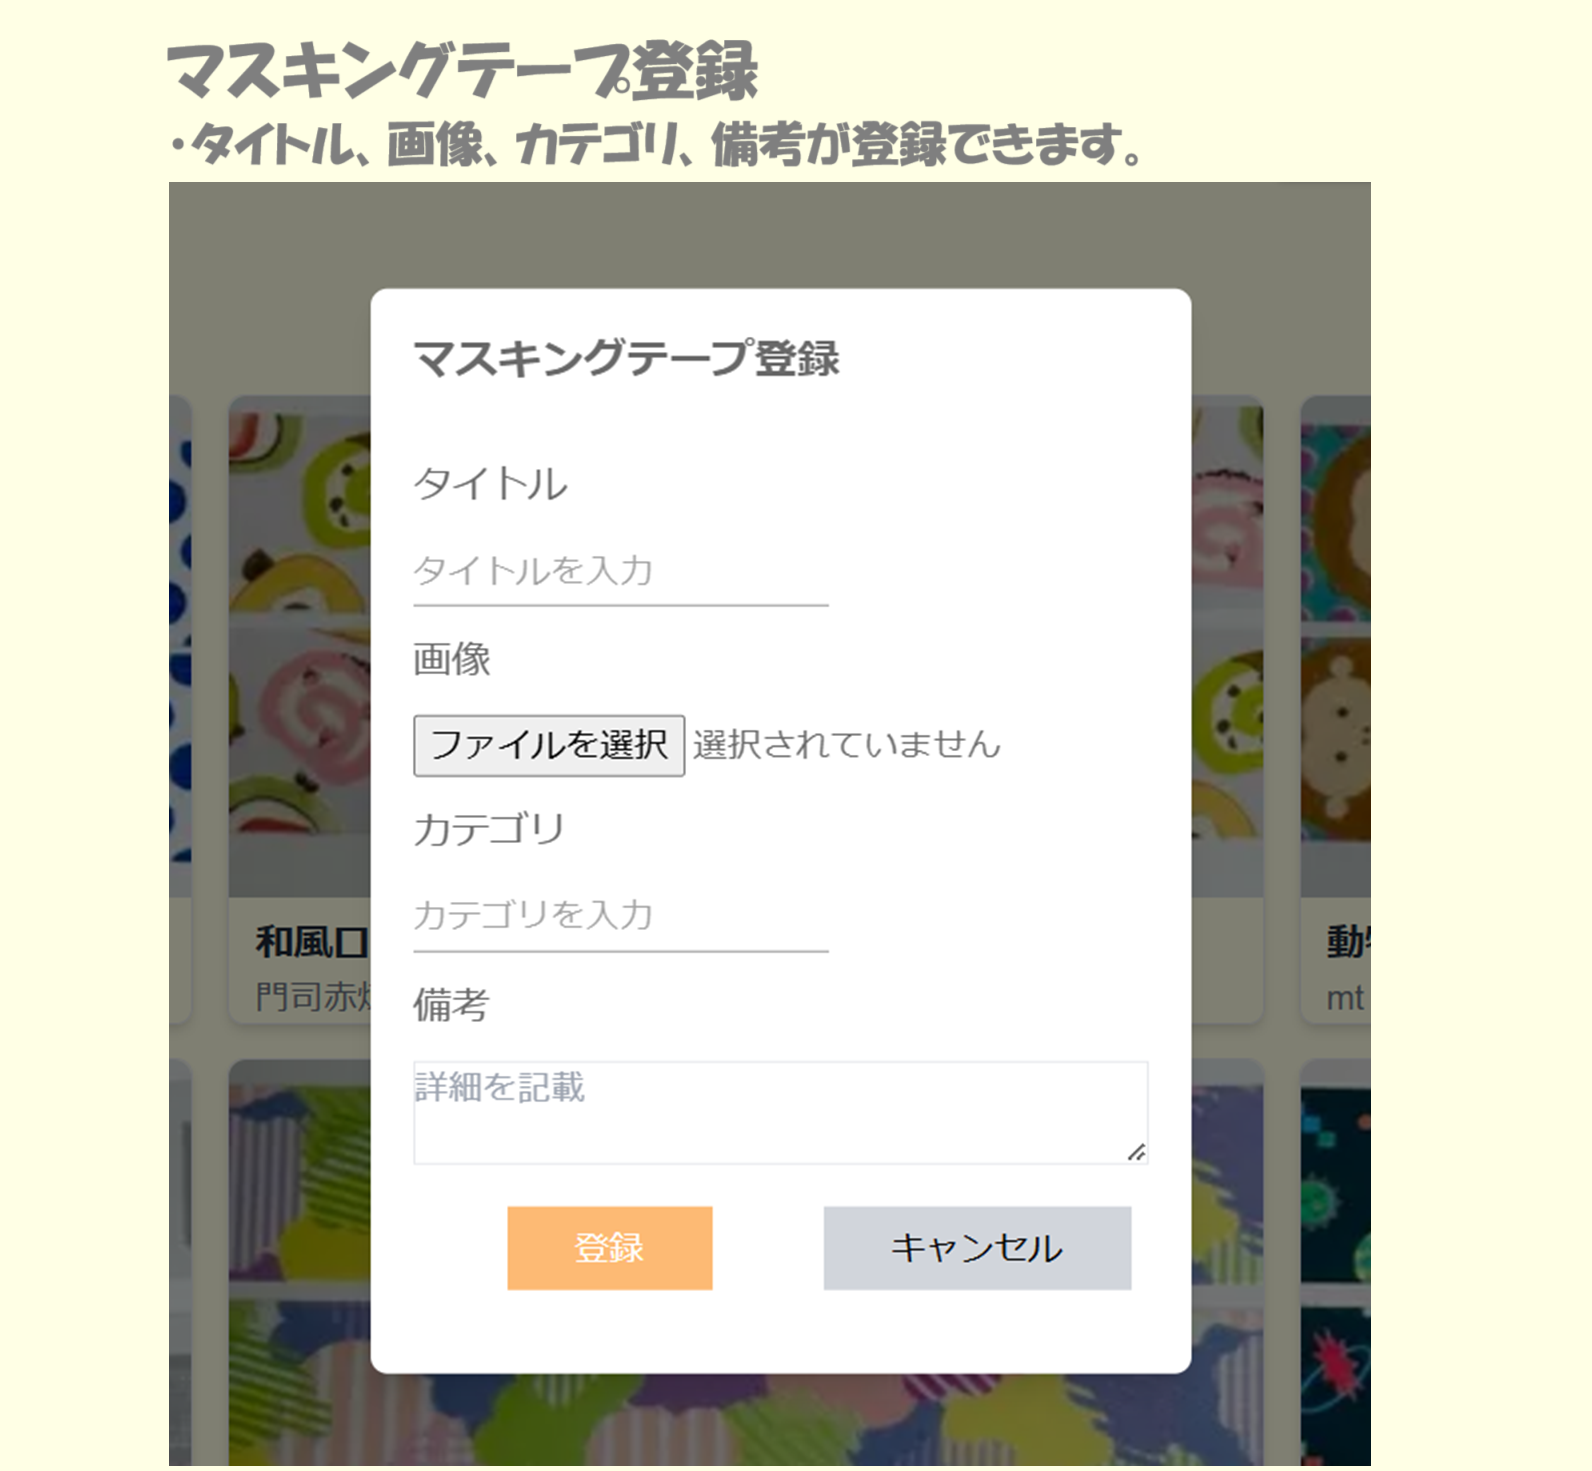 マスキングテープ登録
・タイトル、画像、カテゴリ、備考が登録できます。
マスキングテープ登録
タイトル
タイトルを入力
画像
ファイルを選択 選択されていません
カテゴリ
カテゴリを入力
和風ロ
門司赤
動
mt
備考
詳細を記載
登録 キャンセル